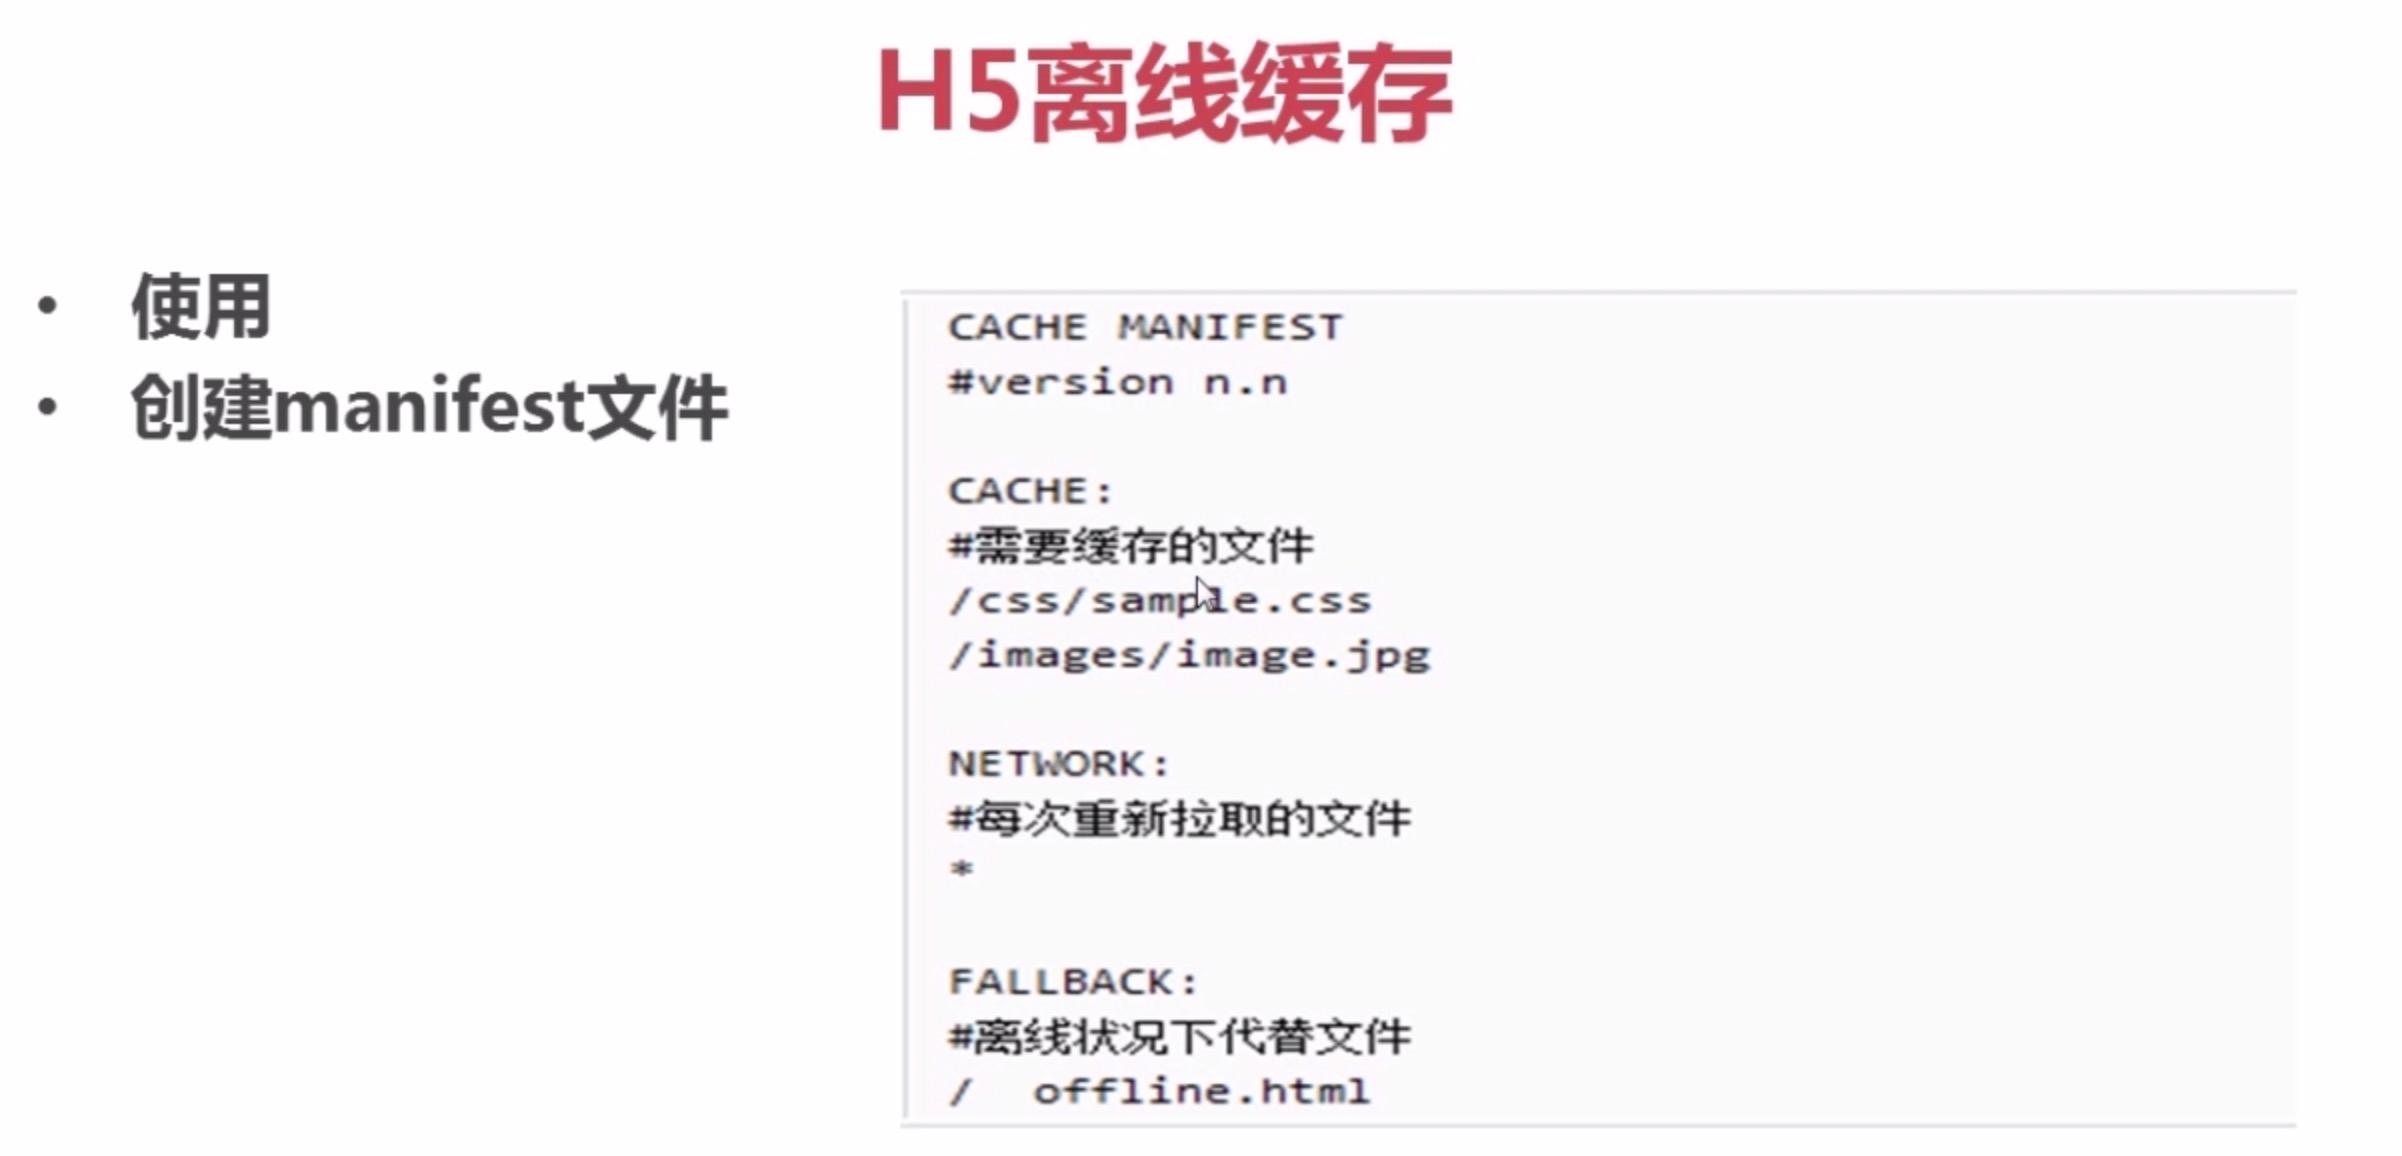 H5离线缓存
• 使用
• 创建manifest文件
CACHE MANIFEST
#version n.n
CACHE:
#需要缓存的文件
/css/sample.css
/images/image.jpg
NETWORK:
#每次重新拉取的文件
*
FALLBACK:
#离线状况下代替文件
/  offline.html